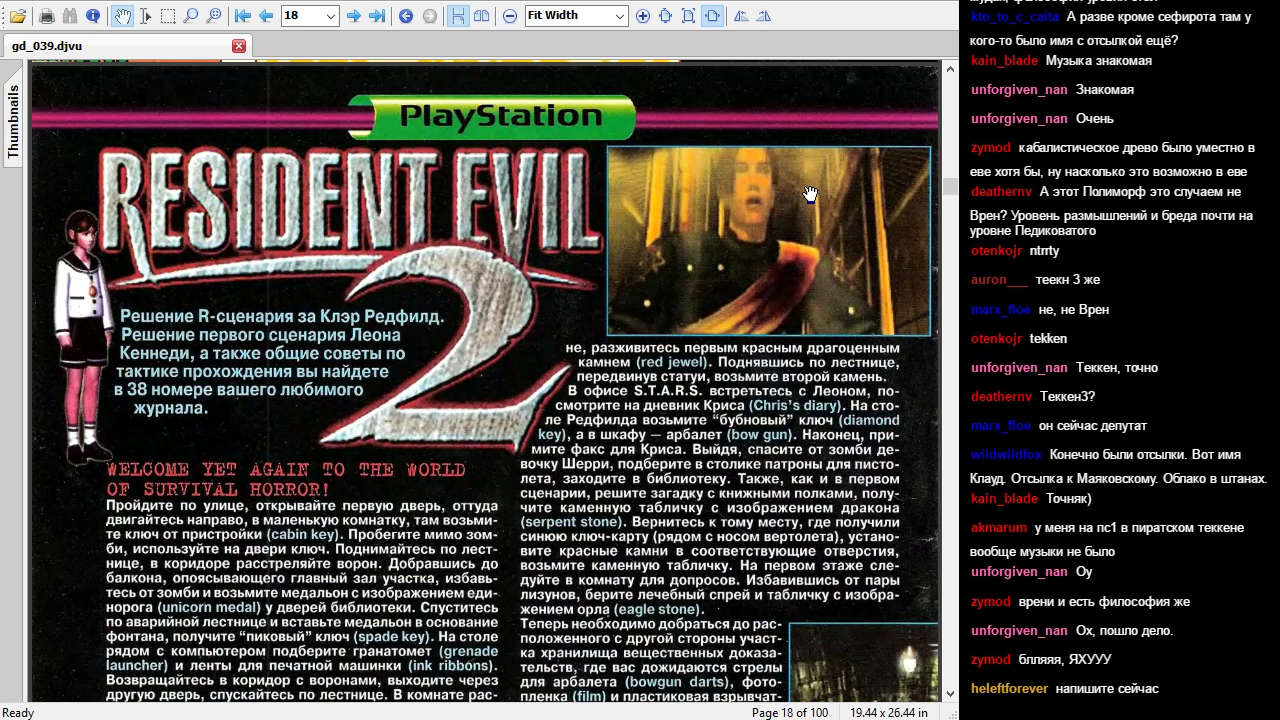 18
Fit Width
gd_039.djvu
Thumbnails
PlayStation
RESIDENT EVIL
2
Решение R-сценария за Клэр Редфилд.
Решение первого сценария Леона
Кеннеди, а также общие советы по
тактике прохождения вы найдете
в 38 номере вашего любимого
журнала.
WELCOME YET AGAIN TO THE WORLD
OF SURVIVAL HORROR!
Пройдите по улице, открывайте первую дверь, оттуда
двигайтесь направо, в маленькую комнатку, там возьми-
те ключ от пристройки (cabin key). Пробегите мимо зом-
би, используйте на двери ключ. Поднимайтесь по лест-
нице, в коридоре расстреляйте ворон. Добравшись до
балкона, опоясывающего главный зал участка, избавь-
тесь от зомби и возьмите медальон с изображением еди-
норога (unicorn medal) у дверей библиотеки. Спуститесь
по аварийной лестнице и вставьте медальон в основание
фонтана, получите “пиковый” ключ (spade key). На столе
рядом с компьютером подберите гранатомет (grenade
launcher) и ленты для печатной машинки (ink ribbons).
Возвращайтесь в коридор с воронами, выходите через
другую дверь, спускайтесь по лестнице. В комнате рас-
не, разживитесь первым красным драгоценным
камнем (red jewel). Поднявшись по лестнице,
передвинув статуи, возьмите второй камень.
В офисе S.T.A.R.S. встретьтесь с Леоном, по-
смотрите на дневник Криса (Chris’s diary). На сто-
ле Редфилда возьмите “бубновый” ключ (diamond
key), а в шкафу — арбалет (bow gun). Наконец, при-
мите факс для Криса. Выйдя, спасите от зомби де-
вочку Шерри, подберите в столике патроны для писто-
лета, заходите в библиотеку. Также, как и в первом
сценарии, решите загадку с книжными полками, полу-
чите каменную табличку с изображением дракона
(serpent stone). Вернитесь к тому месту, где получили
синюю ключ-карту (рядом с носом вертолета), устано-
вите красные камни в соответствующие отверстия,
возьмите каменную табличку. На первом этаже сле-
дуйте в комнату для допросов. Избавившись от пары
лизунов, берите лечебный спрей и табличку с изобра-
жением орла (eagle stone).
Теперь необходимо добраться до рас-
положенного с другой стороны участ-
ка хранилища вещественных доказа-
тельств, где вас дожидаются стрелы
для арбалета (bowgun darts), фото-
пленка (film) и пластиковая взрывчат-
Ready
Page 18 of 100
19.44 x 26.44 in
kto_to_c_caita А разве кроме сефирота там у
кого-то было имя с отсылкой ещё?
kain_blade Музыка знакомая
unforgiven_nan Знакомая
unforgiven_nan Очень
zymod кабалистическое древо было уместно в
еве хотя бы, ну насколько это возможно в еве
deathernv А этот Полиморф это случаем не
Врен? Уровень размышлений и бреда почти на
уровне Педиковатого
otenkojr ntrrty
auron___ теекн 3 же
marx_floe не, не Врен
otenkojr tekken
unforgiven_nan Теккен, точно
deathernv Теккен3?
marx_floe он сейчас депутат
wildwildfox Конечно были отсылки. Вот имя
Клауд. Отсылка к Маяковскому. Облако в штанах.
kain_blade Точняк)
akmarum у меня на пс1 в пиратском теккене
вообще музыки не было
unforgiven_nan Оу
zymod врени и есть философия же
unforgiven_nan Ох, пошло дело.
zymod блляяя, ЯХУУУ
heleftforever напишите сейчас